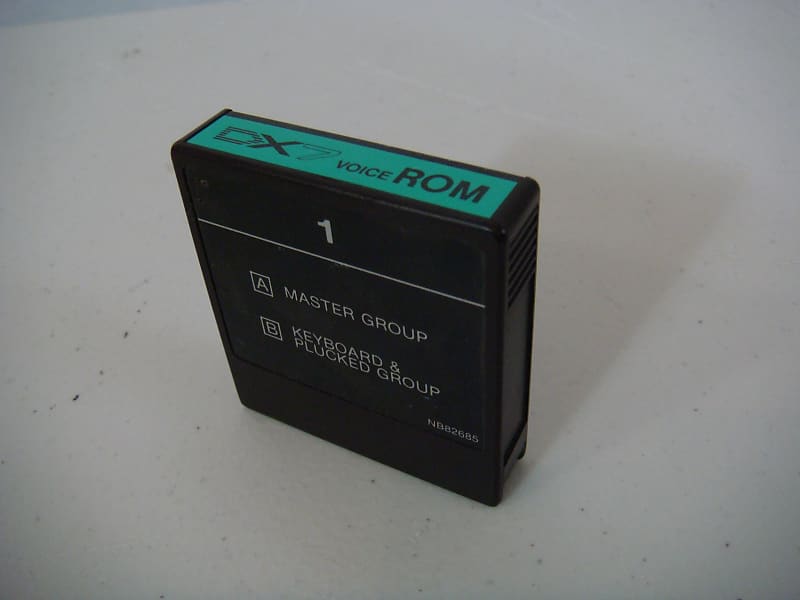 DX7 VOICE ROM
1
A MASTER GROUP
B KEYBOARD &
PLUCKED GROUP
NB82685